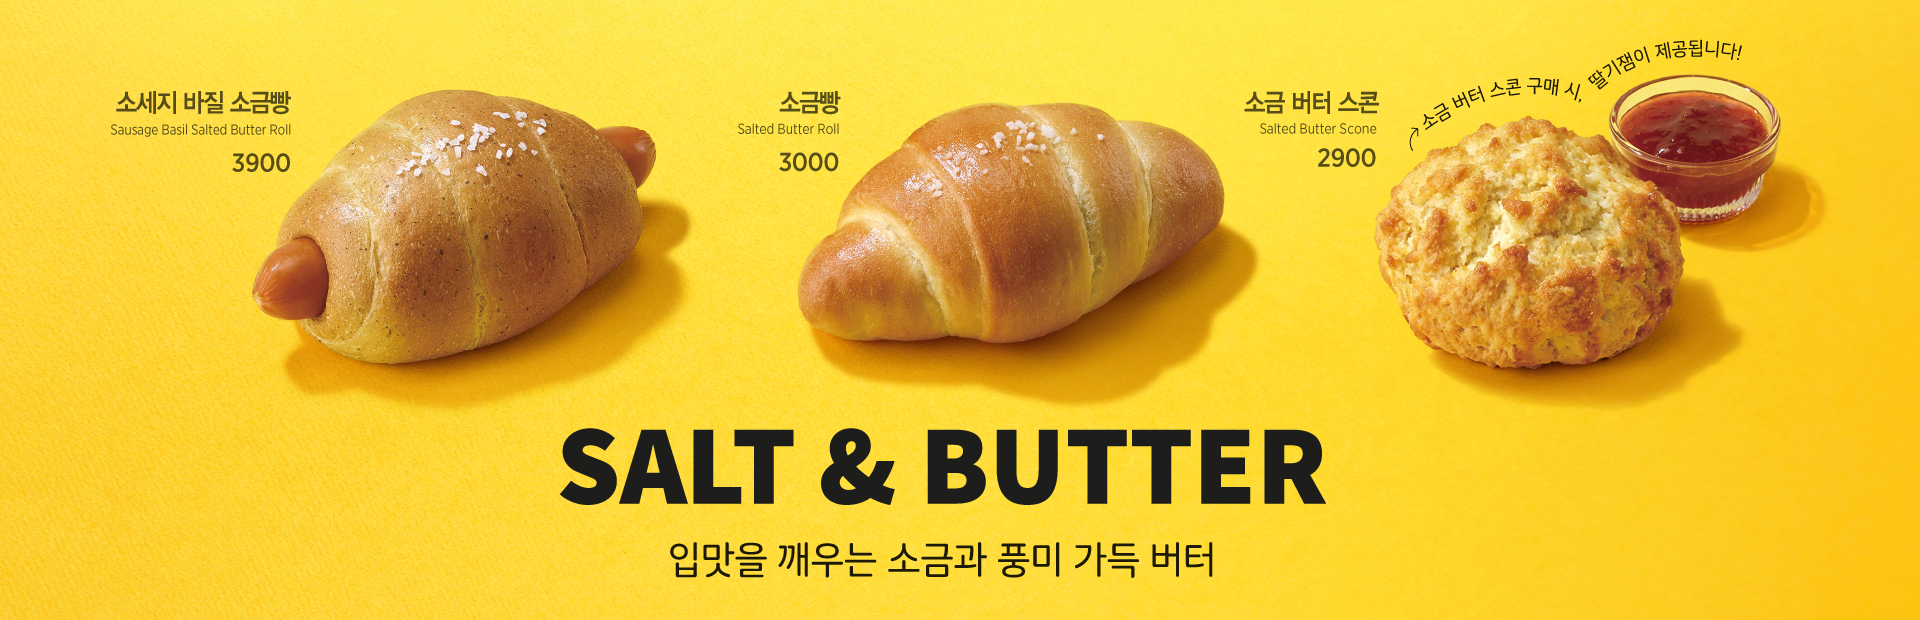 소세지 바질 소금빵
Sausage Basil Salted Butter Roll
3900
소금빵
Salted Butter Roll
3000
소금 버터 스콘
Salted Butter Scone
2900
소금 버터 스콘 구매 시, 딸기잼이 제공됩니다!
SALT & BUTTER
입맛을 깨우는 소금과 풍미 가득 버터